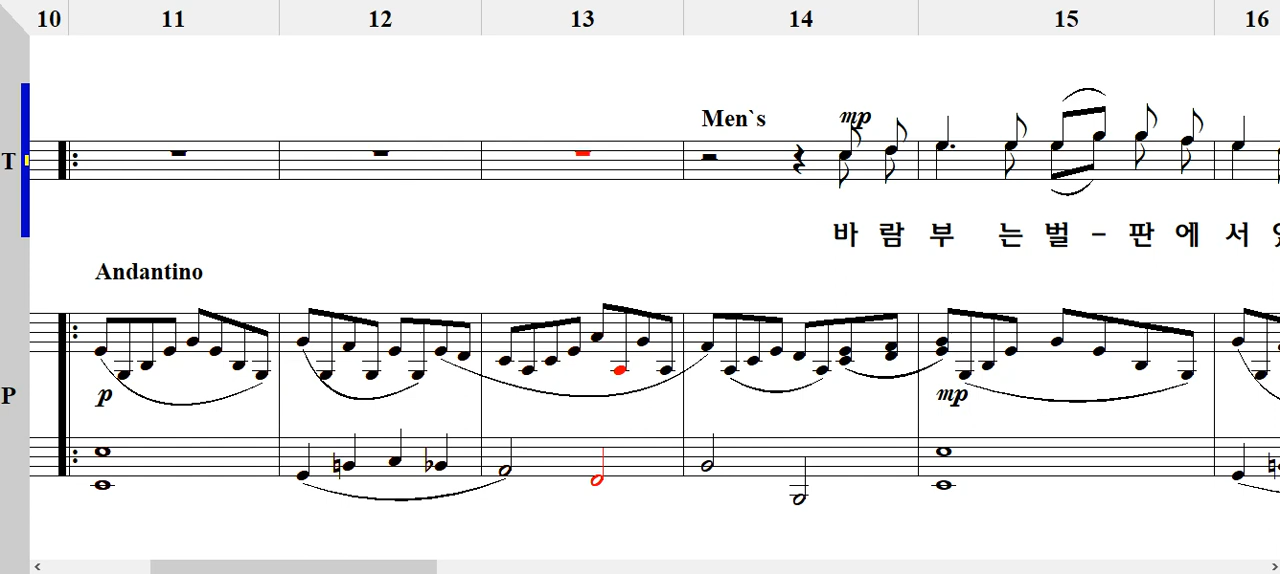 10 11 12 13 14 15 16
Men`s mp
T
바 람 부 는 벌 - 판 에 서
Andantino
P
p mp